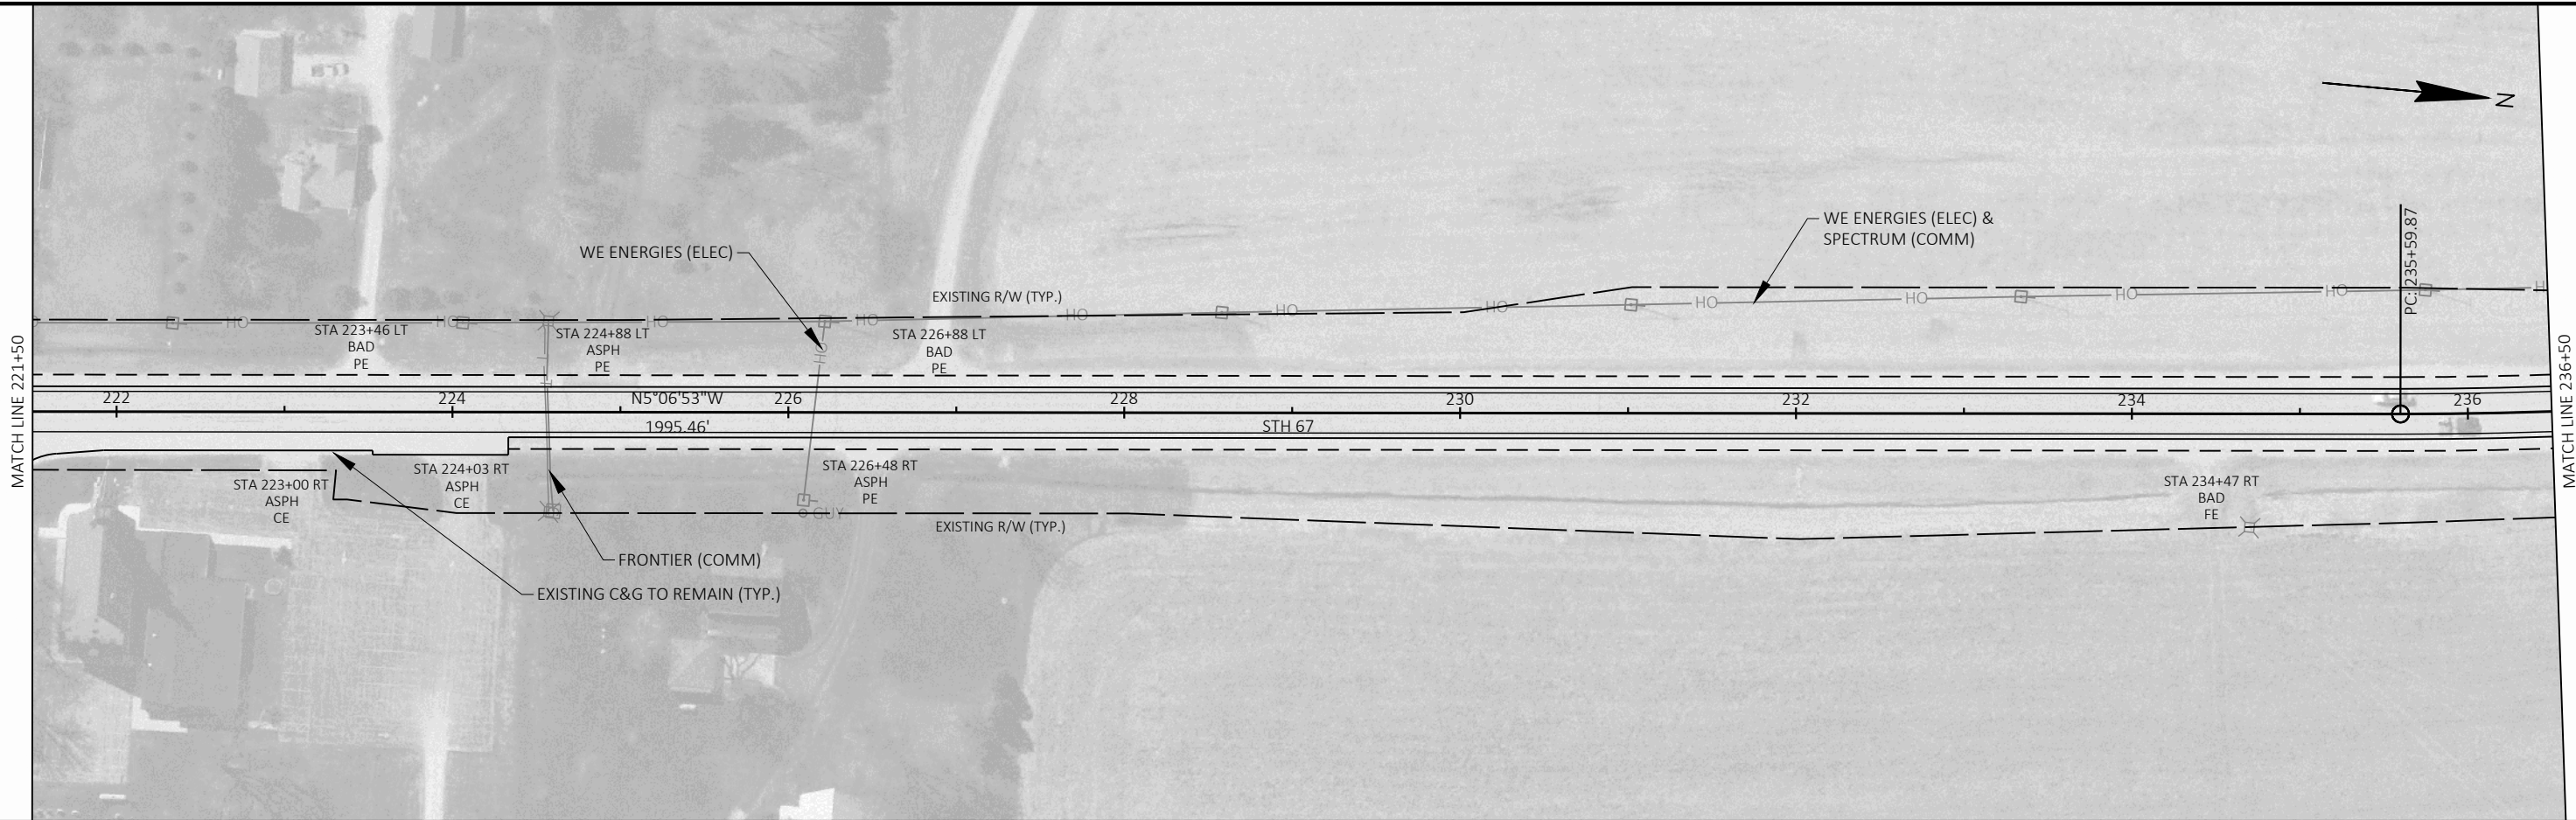 N
WE ENERGIES (ELEC) &
SPECTRUM (COMM)
PC: 235+59.87
WE ENERGIES (ELEC)
EXISTING R/W (TYP.)
HO
HO
HO
HO
HO
HO
HO
HO
HO
HO
HO
H
STA 223+46 LT
BAD
PE
STA 224+88 LT
ASPH
PE
HO
STA 226+88 LT
BAD
PE
MATCH LINE 221+50
MATCH LINE 236+50
222
224
N5°06'53"W
226
228
230
232
234
236
1995.46'
STH 67
STA 223+00 RT
ASPH
CE
STA 224+03 RT
ASPH
CE
STA 226+48 RT
ASPH
PE
GUY
EXISTING R/W (TYP.)
STA 234+47 RT
BAD
FE
FRONTIER (COMM)
EXISTING C&G TO REMAIN (TYP.)